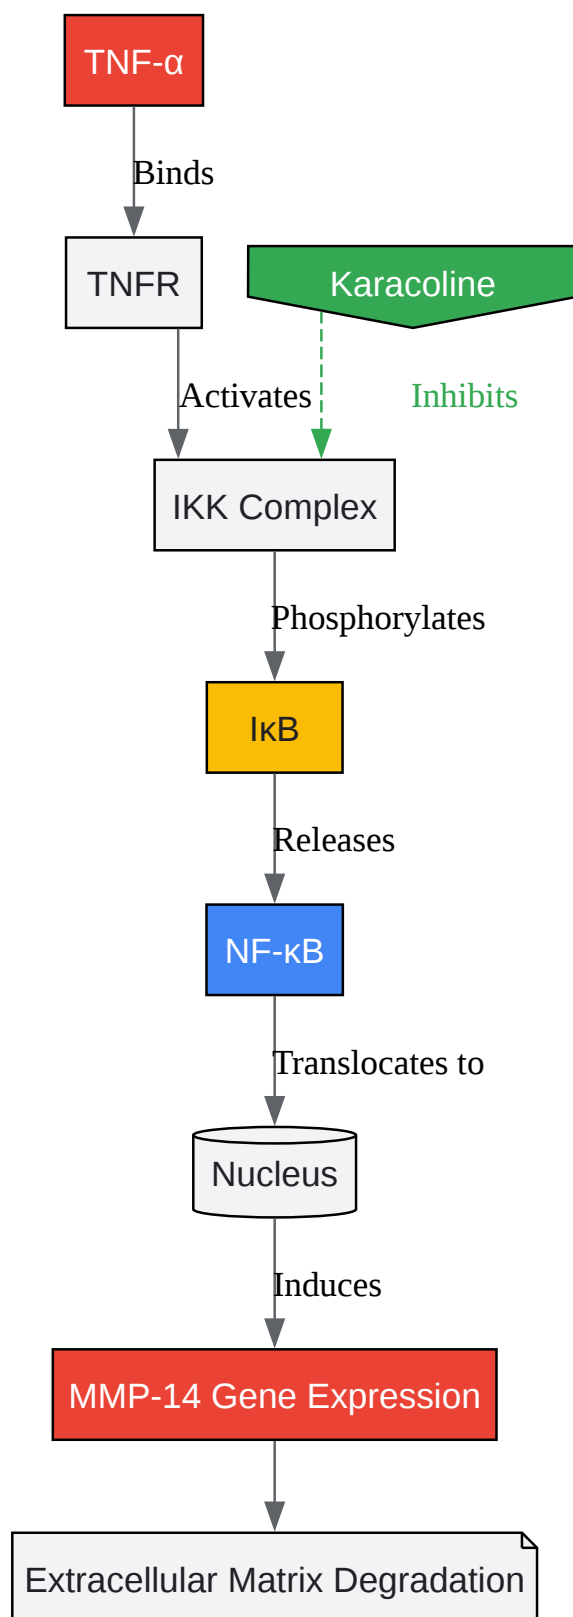 TNF-α
Binds
TNFR
Karacoline
Activates
Inhibits
IKK Complex
Phosphorylates
IκB
Releases
NF-κB
Translocates to
Nucleus
Induces
MMP-14 Gene Expression
Extracellular Matrix Degradation